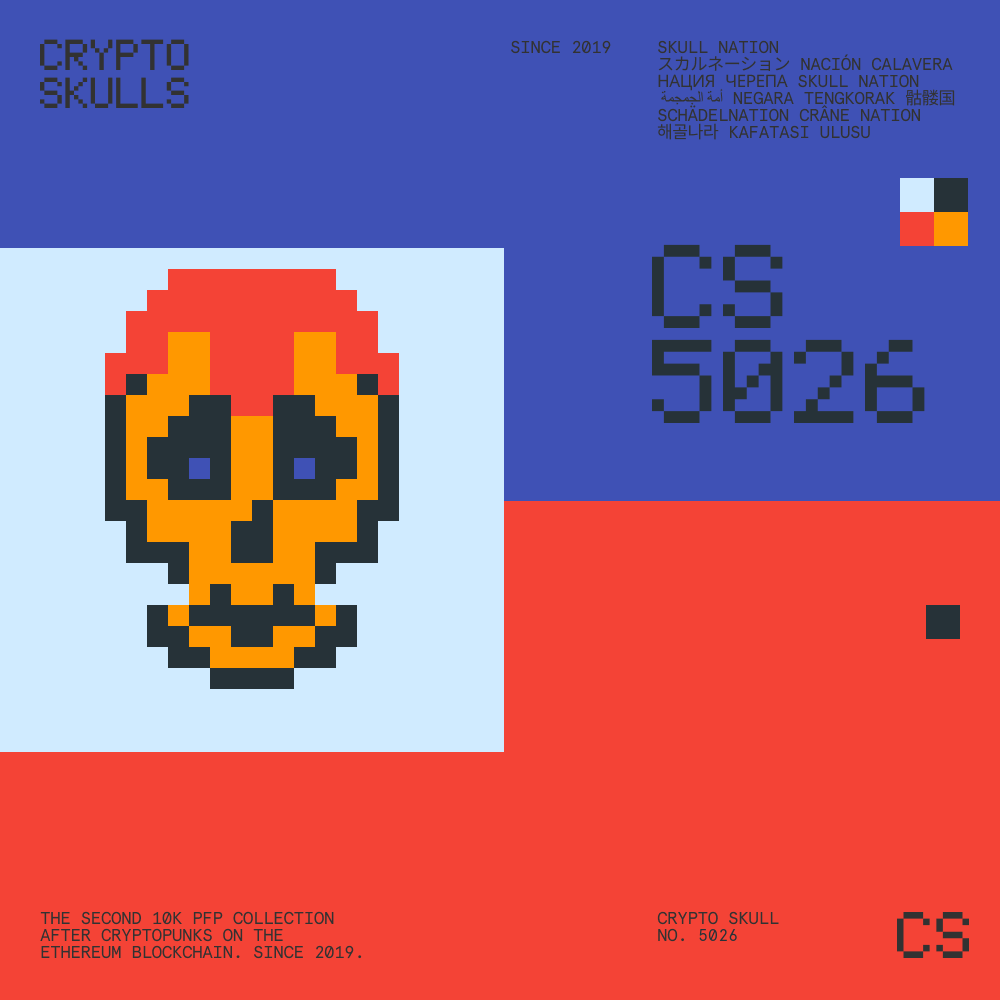 CRYPTO
SKULLS
SINCE 2019
SKULL NATION
スカルネーション NACIÓN CALAVERA
НАЦИЯ ЧЕРЕПА SKULL NATION
أمة الجمجمة NEGARA TENGKORAK 骷髅国
SCHÄDELNATION CRÂNE NATION
해골나라 KAFATASI ULUSU
CS
5026
THE SECOND 10K PFP COLLECTION
AFTER CRYPTOPUNKS ON THE
ETHEREUM BLOCKCHAIN. SINCE 2019.
CRYPTO SKULL
NO. 5026
CS